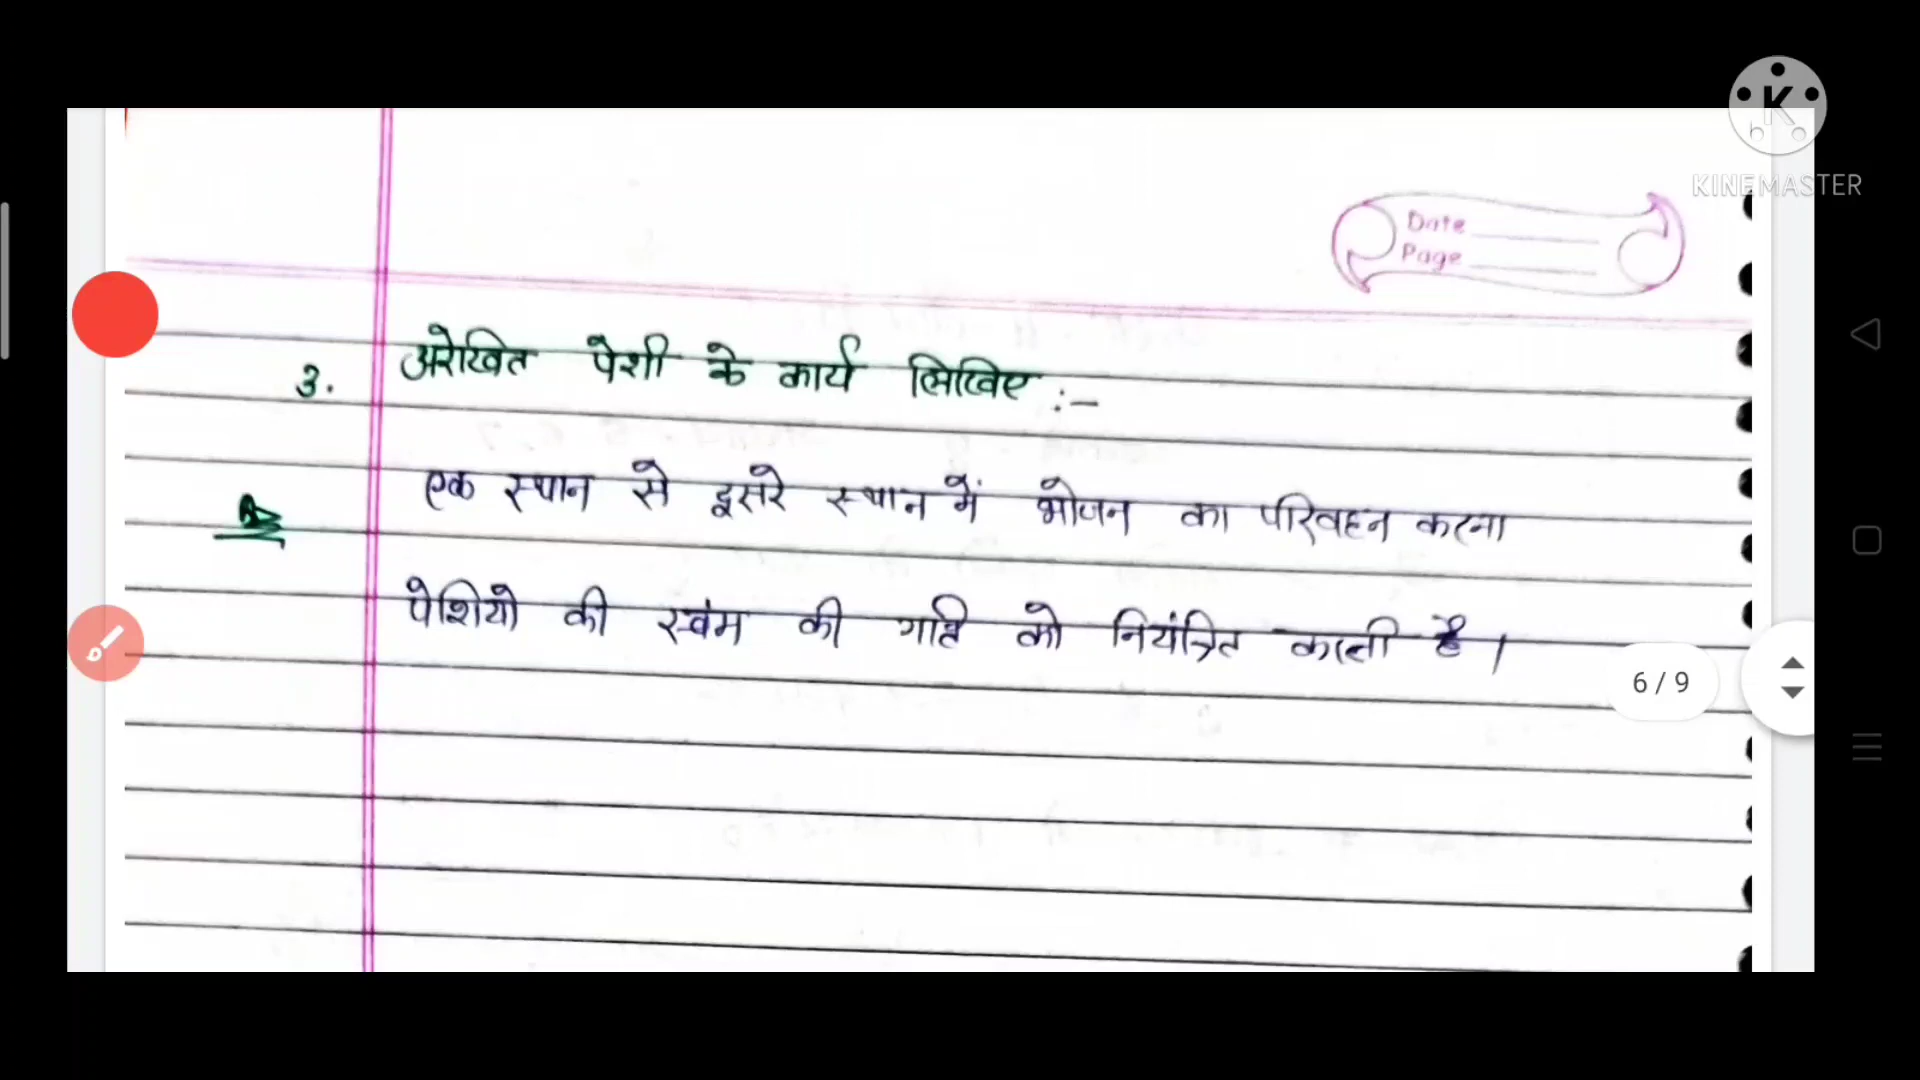 KINEMASTER
Date
Page
3. अरेखित पेशी के कार्य लिखिए :-
एक स्थान से दूसरे स्थान में भोजन का परिवहन करना
पेशियो की स्वंम की गति को नियंत्रित करती है।
6 / 9